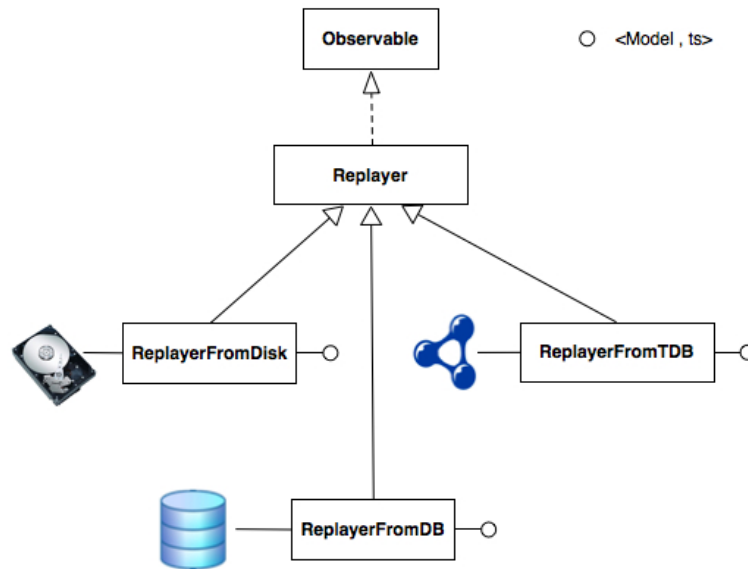 Observable
<Model , ts>
Replayer
ReplayerFromDisk
ReplayerFromTDB
ReplayerFromDB